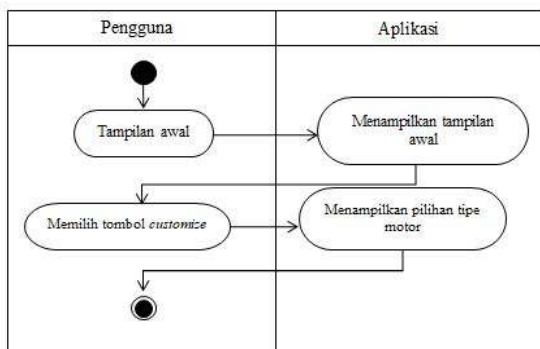 Pengguna
Aplikasi
Tampilan awal
Menampilkan tampilan
awal
Memilih tombol customize
Menampilkan pilihan tipe
motor